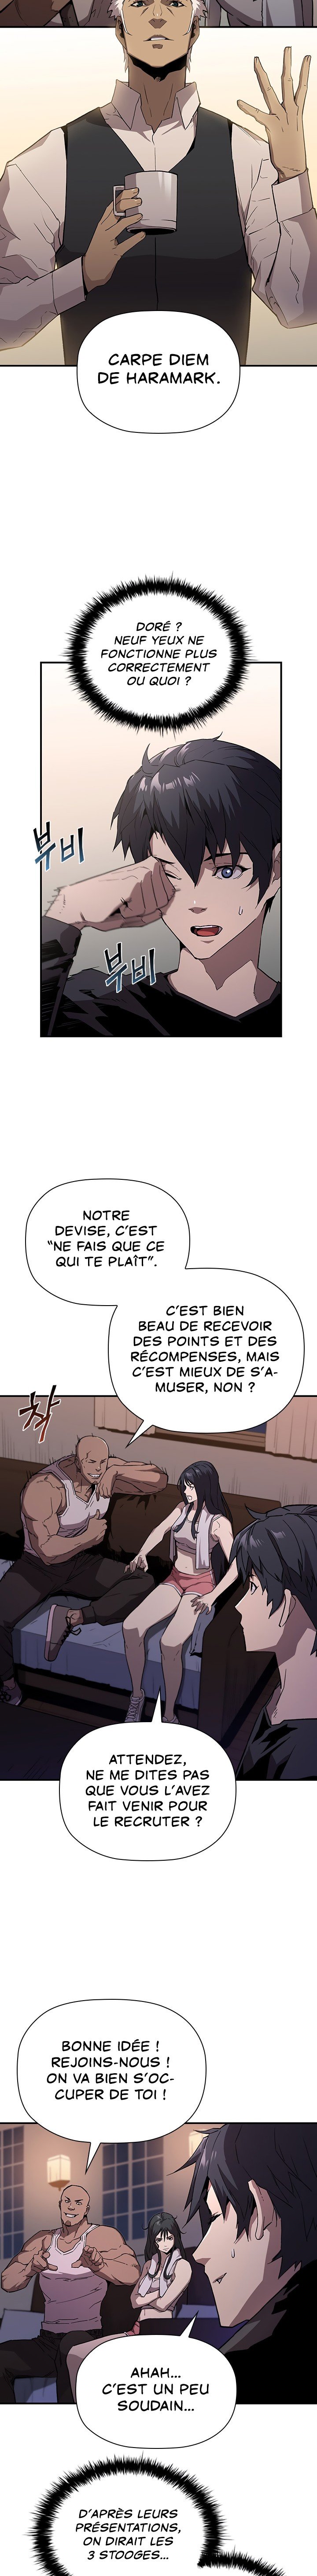 CARPE DIEM
DE HARAMARK.
DORÉ ?
NEUF YEUX NE
FONCTIONNE PLUS
CORRECTEMENT
OU QUOI ?
부비
부비
NOTRE
DEVISE, C'EST
"NE FAIS QUE CE
QUI TE PLAÎT".
C'EST BIEN
BEAU DE RECEVOIR
DES POINTS ET DES
RÉCOMPENSES, MAIS
C'EST MIEUX DE S'A-
MUSER, NON ?
착
ATTENDEZ,
NE ME DITES PAS
QUE VOUS L'AVEZ
FAIT VENIR POUR
LE RECRUTER ?
BONNE IDÉE !
REJOINS-NOUS !
ON VA BIEN S'OC-
CUPER DE TOI !
AHAH...
C'EST UN PEU
SOUDAIN...
D'APRÈS LEURS
PRÉSENTATIONS,
ON DIRAIT LES
3 STOOGES...